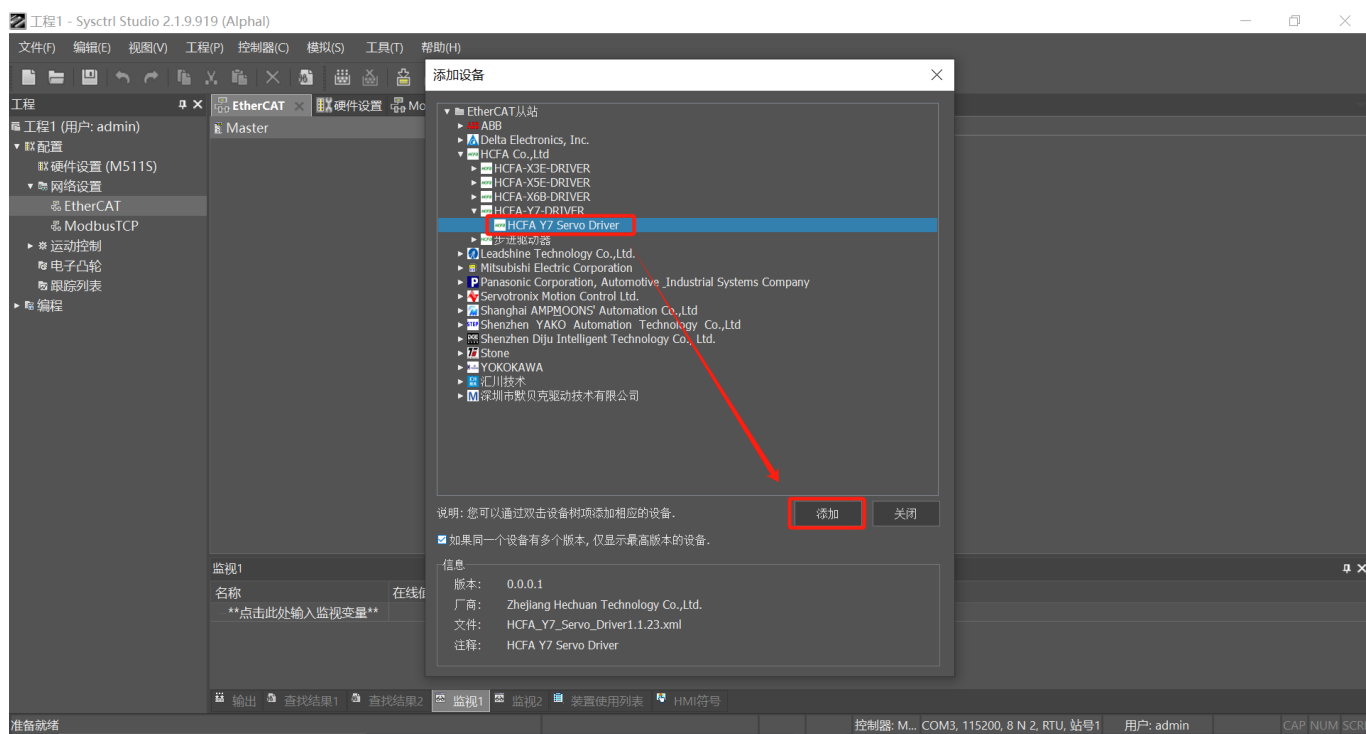 工程1 - Sysctrl Studio 2.1.9.919 (Alphal)
文件(F) 编辑(E) 视图(V) 工程(P) 控制器(C) 模拟(S) 工具(T) 帮助(H)
工程
工程1 (用户: admin)
配置
硬件设置 (M511S)
网络设置
EtherCAT
ModbusTCP
运动控制
电子凸轮
跟踪列表
编程
EtherCAT 硬件设置 Mo
Master
添加设备
EtherCAT从站
ABB
Delta Electronics, Inc.
HCFA Co.,Ltd
HCFA-X3E-DRIVER
HCFA-X5E-DRIVER
HCFA-X6B-DRIVER
HCFA-Y7-DRIVER
HCFA Y7 Servo Driver
步进驱动器
Leadshine Technology Co.,Ltd.
Mitsubishi Electric Corporation
Panasonic Corporation, Automotive _Industrial Systems Company
Servotronix Motion Control Ltd.
Shanghai AMPMOONS' Automation Co.,Ltd
Shenzhen YAKO Automation Technology Co.,Ltd
Shenzhen Diju Intelligent Technology Co., Ltd.
Stone
YOKOKAWA
汇川技术
深圳市默贝克驱动技术有限公司
说明: 您可以通过双击设备树项添加相应的设备.
添加 关闭
如果同一个设备有多个版本, 仅显示最高版本的设备.
信息
版本: 0.0.0.1
厂商: Zhejiang Hechuan Technology Co.,Ltd.
文件: HCFA_Y7_Servo_Driver1.1.23.xml
注释: HCFA Y7 Servo Driver
监视1
名称 在线值
**点击此处输入监视变量**
输出 查找结果1 查找结果2 监视1 监视2 装置使用列表 HMI符号
准备就绪 控制器: M... COM3, 115200, 8 N 2, RTU, 站号1 用户: admin CAP NUM SCR